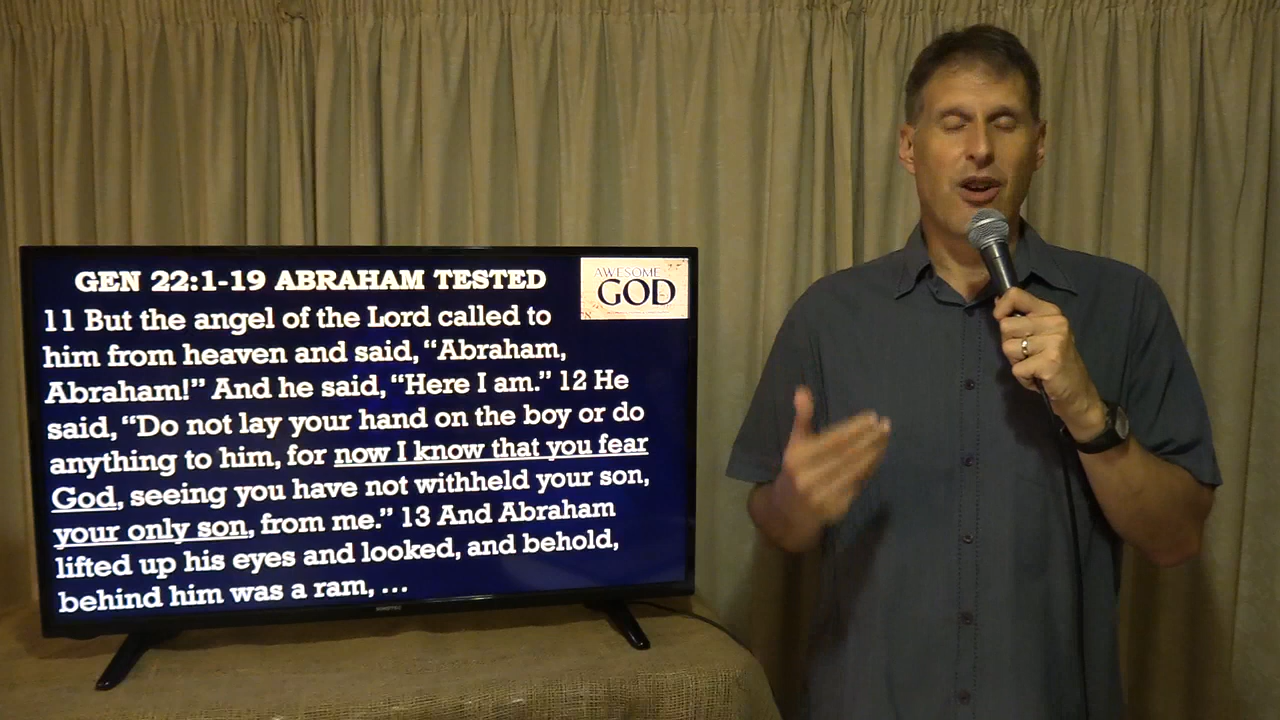 GEN 22:1-19 ABRAHAM TESTED
AWESOME
GOD
11 But the angel of the Lord called to
him from heaven and said, “Abraham,
Abraham!” And he said, “Here I am.” 12 He
said, “Do not lay your hand on the boy or do
anything to him, for now I know that you fear
God, seeing you have not withheld your son,
your only son, from me.” 13 And Abraham
lifted up his eyes and looked, and behold,
behind him was a ram, ...